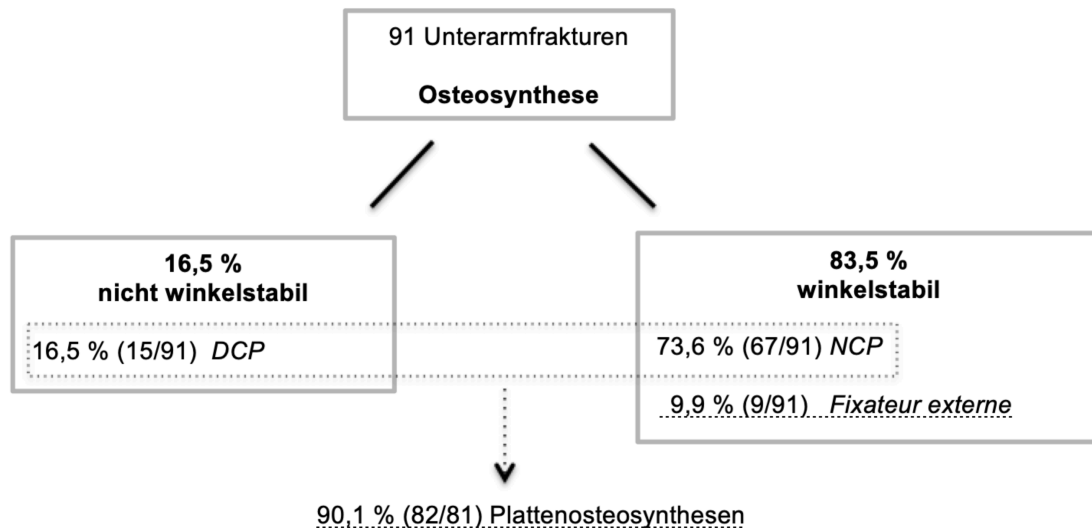 91 Unterarmfrakturen
Osteosynthese
16,5 %
nicht winkelstabil
16,5 % (15/91) DCP
83,5 %
winkelstabil
73,6 % (67/91) NCP
9,9 % (9/91) Fixateur externe
90,1 % (82/81) Plattenosteosynthesen